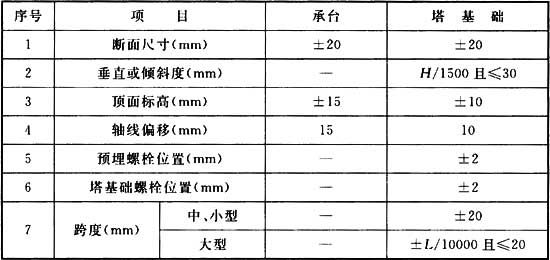 序号 项目 承台 塔基础
1 断面尺寸(mm) ±20 ±20
2 垂直或倾斜度(mm) — H/1500 且≤30
3 顶面标高(mm) ±15 ±10
4 轴线偏移(mm) 15 10
5 预埋螺栓位置(mm) — ±2
6 塔基础螺栓位置(mm) — ±2
7 跨度(mm) 中、小型 — ±20
大型 — ±L/10000 且≤20